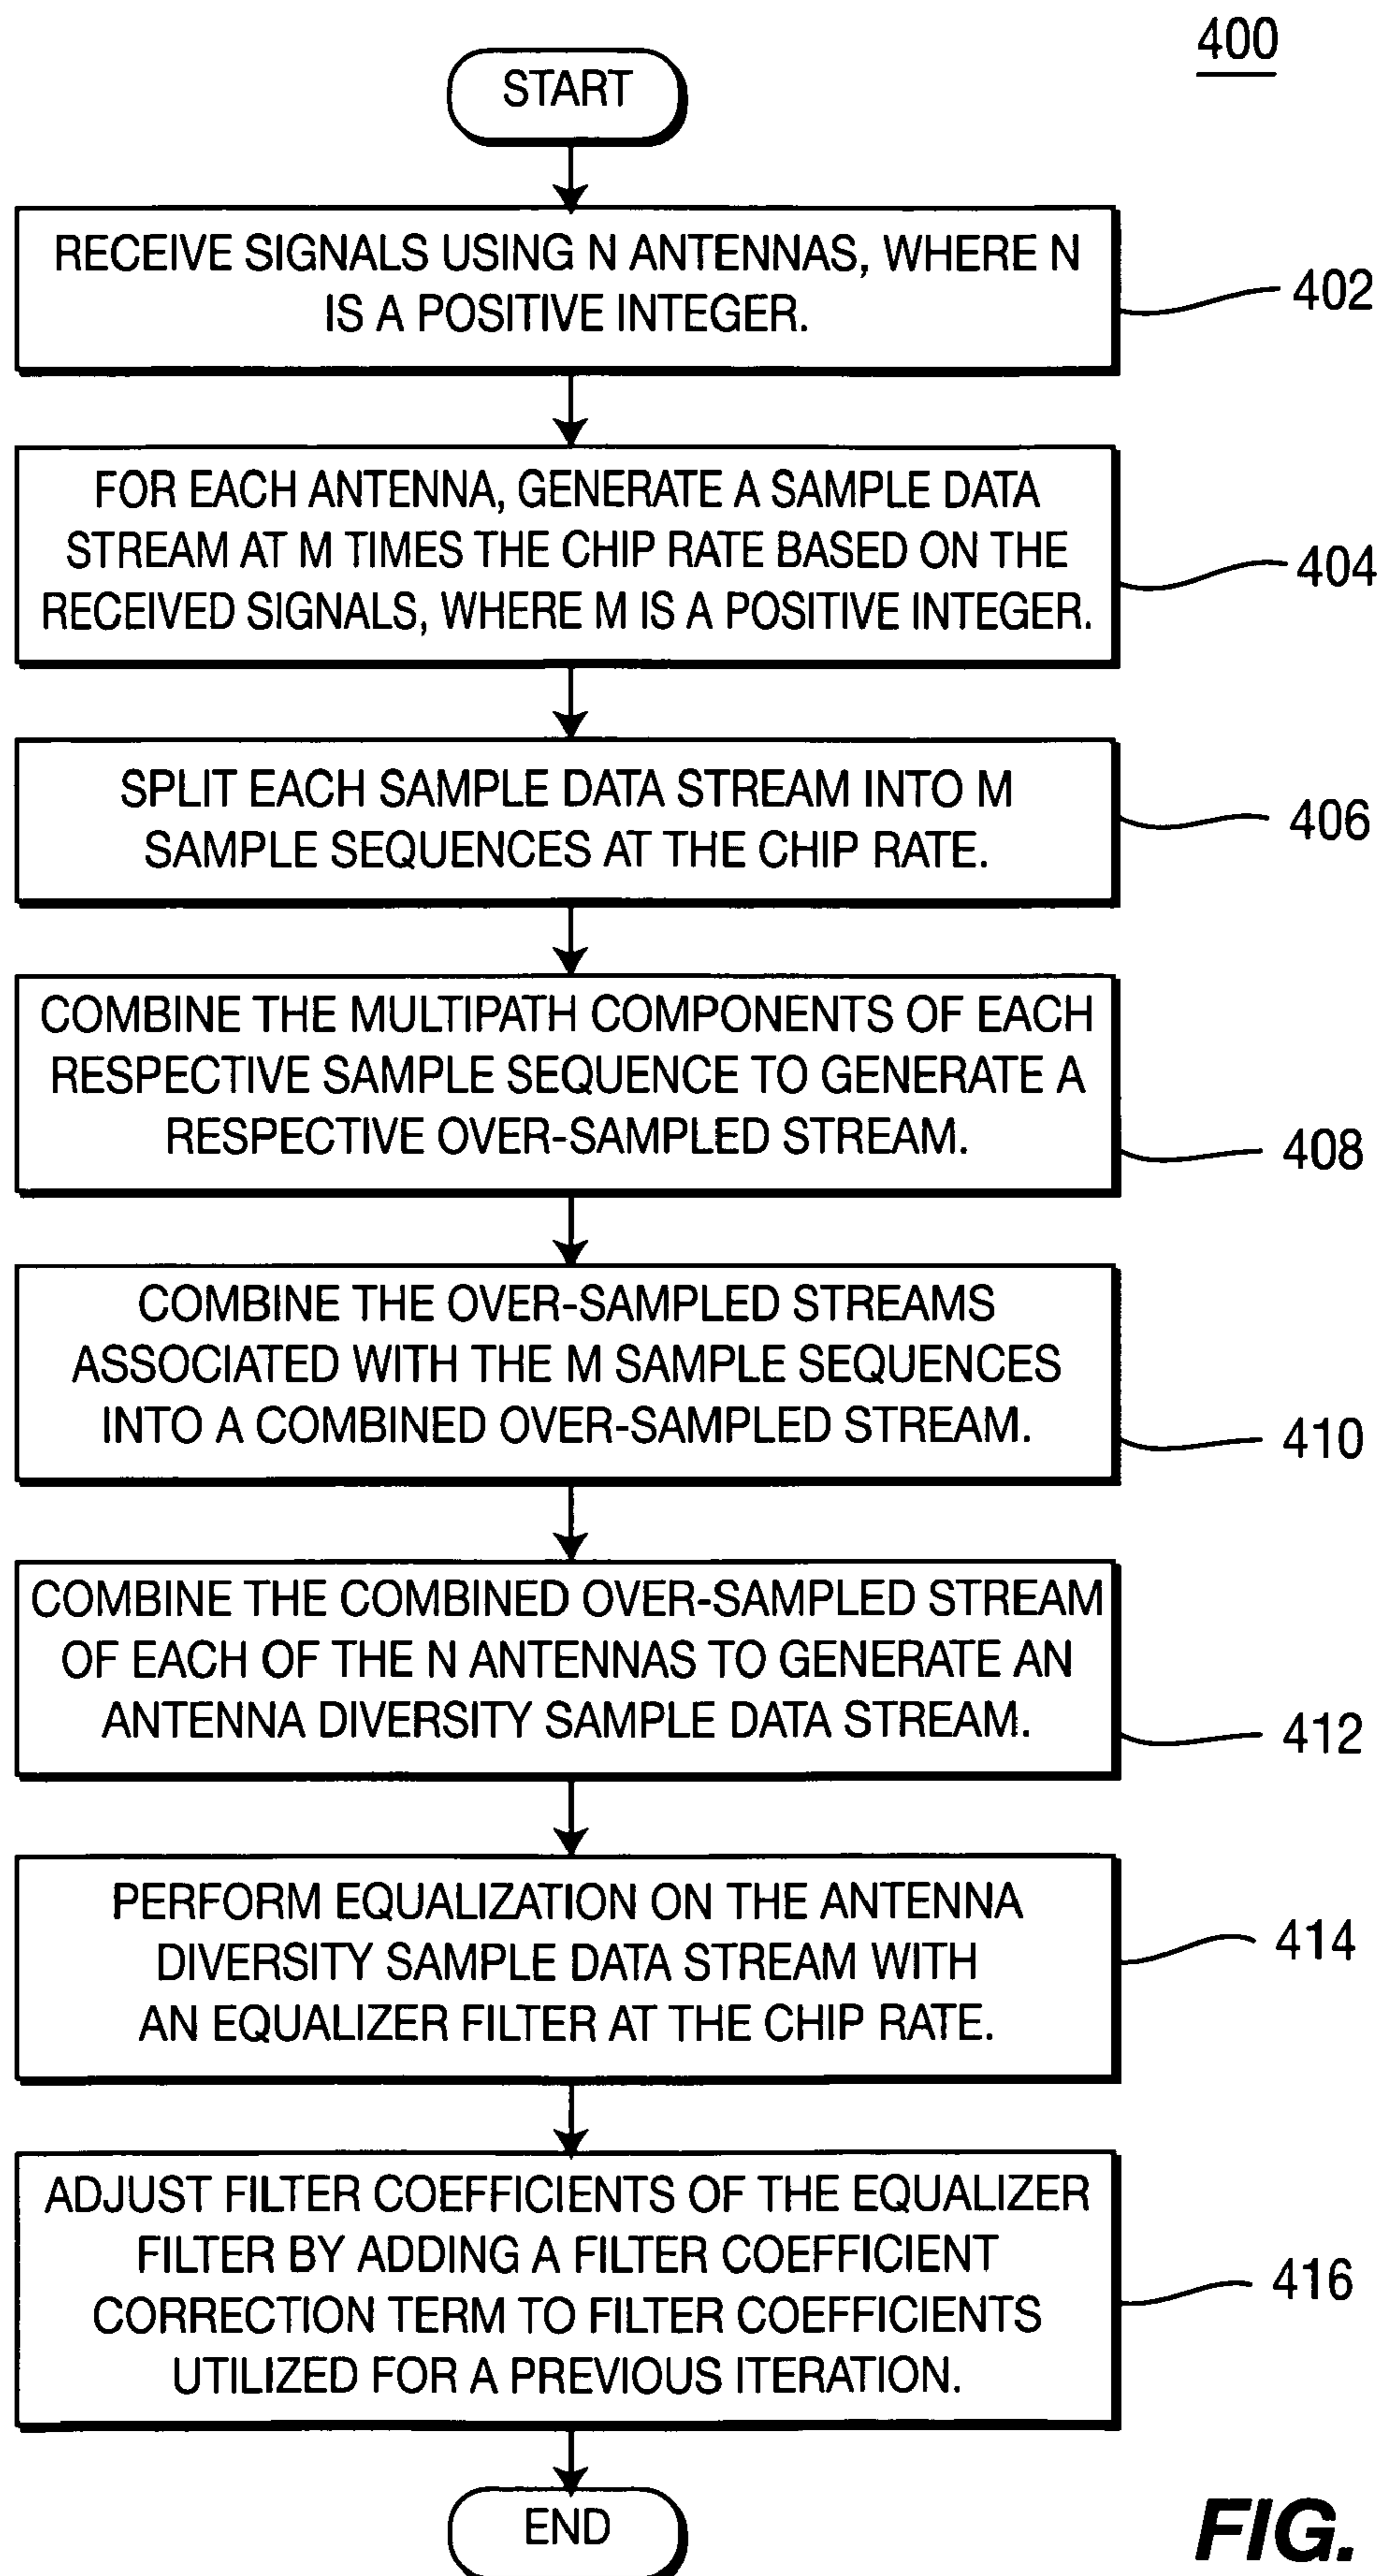 400
START
RECEIVE SIGNALS USING N ANTENNAS, WHERE N
IS A POSITIVE INTEGER.
402
FOR EACH ANTENNA, GENERATE A SAMPLE DATA
STREAM AT M TIMES THE CHIP RATE BASED ON THE
RECEIVED SIGNALS, WHERE M IS A POSITIVE INTEGER.
404
SPLIT EACH SAMPLE DATA STREAM INTO M
SAMPLE SEQUENCES AT THE CHIP RATE.
406
COMBINE THE MULTIPATH COMPONENTS OF EACH
RESPECTIVE SAMPLE SEQUENCE TO GENERATE A
RESPECTIVE OVER-SAMPLED STREAM.
408
COMBINE THE OVER-SAMPLED STREAMS
ASSOCIATED WITH THE M SAMPLE SEQUENCES
INTO A COMBINED OVER-SAMPLED STREAM.
410
COMBINE THE COMBINED OVER-SAMPLED STREAM
OF EACH OF THE N ANTENNAS TO GENERATE AN
ANTENNA DIVERSITY SAMPLE DATA STREAM.
412
PERFORM EQUALIZATION ON THE ANTENNA
DIVERSITY SAMPLE DATA STREAM WITH
AN EQUALIZER FILTER AT THE CHIP RATE.
414
ADJUST FILTER COEFFICIENTS OF THE EQUALIZER
FILTER BY ADDING A FILTER COEFFICIENT
CORRECTION TERM TO FILTER COEFFICIENTS
UTILIZED FOR A PREVIOUS ITERATION.
416
END
FIG.